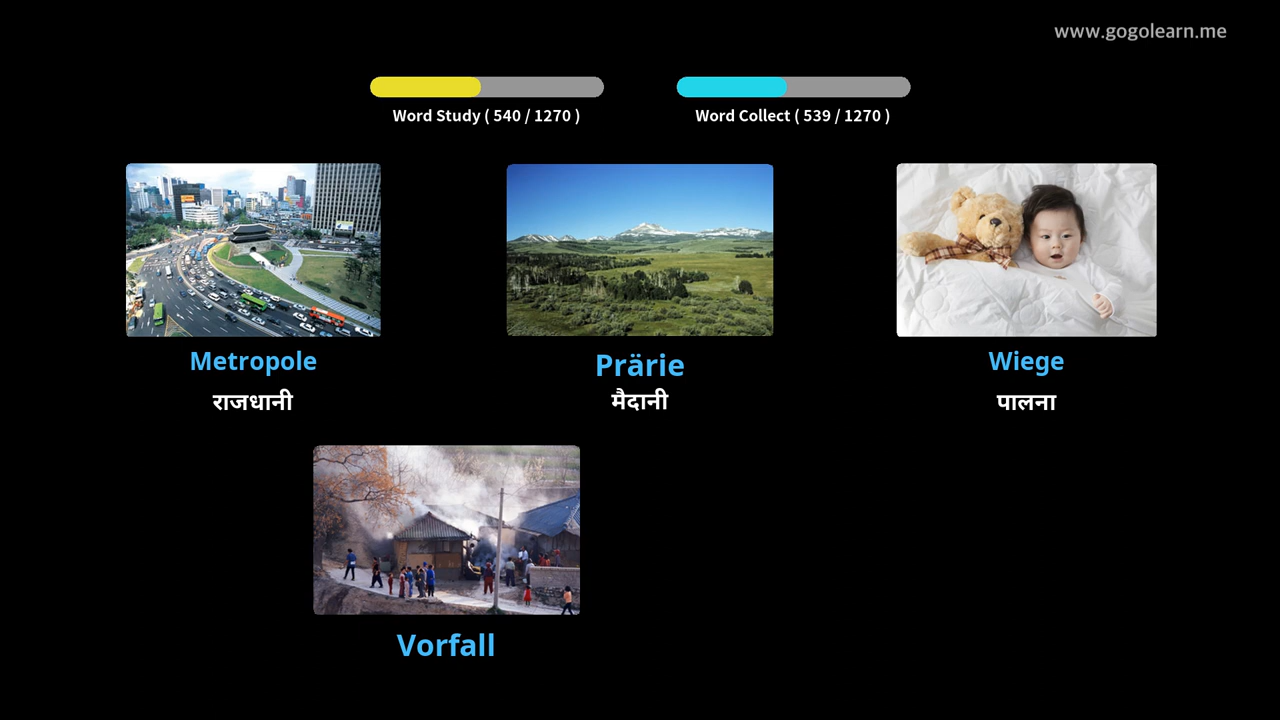 www.gogolearn.me
Word Study ( 540 / 1270 )
Word Collect ( 539 / 1270 )
Metropole
राजधानी
Prärie
मैदानी
Wiege
पालना
Vorfall